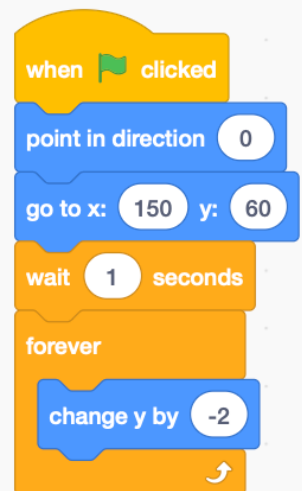 when clicked
point in direction 0
go to x: 150 y: 60
wait 1 seconds
forever
change y by -2